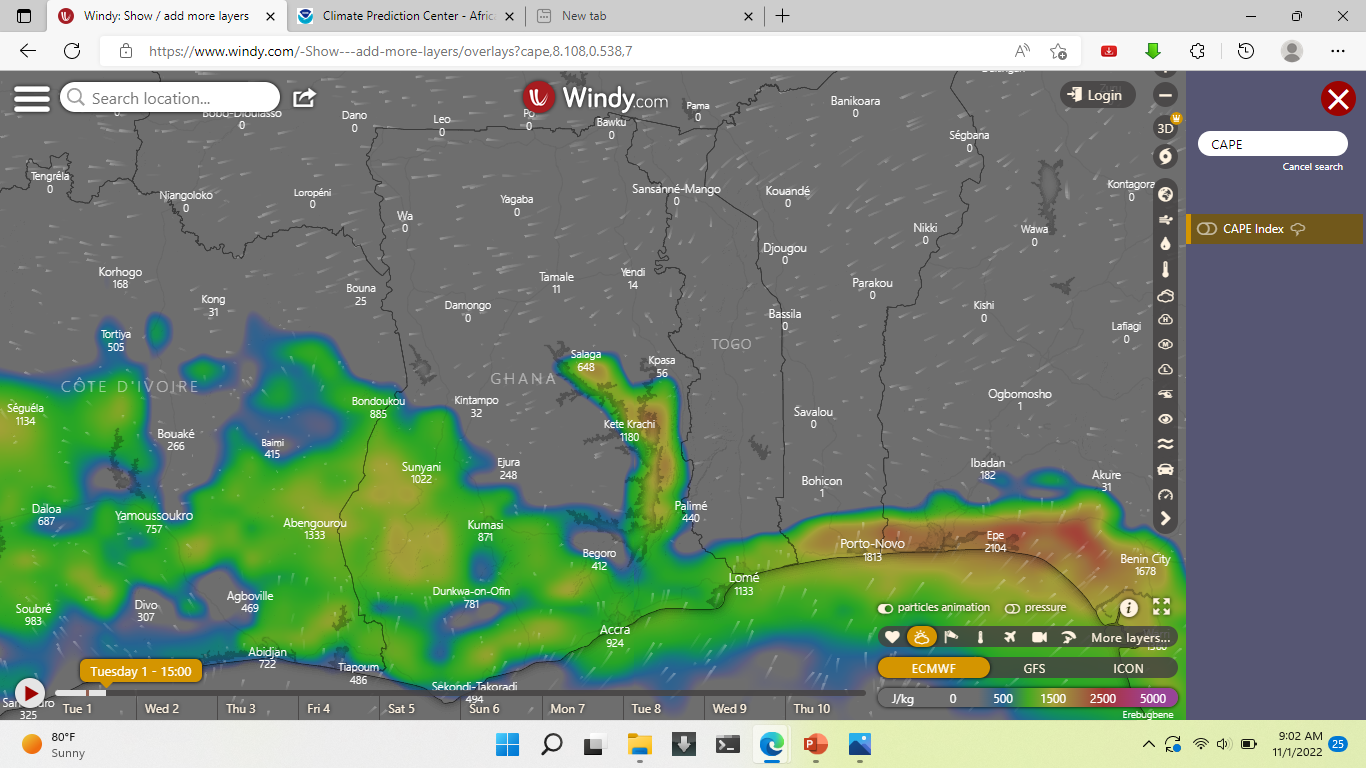 Windy: Show / add more layers
Climate Prediction Center - Afric
New tab
https://www.windy.com/-Show---add-more-layers/overlays?cape,8.108,0.538,7
Search location...
Windy.com
Login
3D
CAPE
Cancel search
CAPE Index
Bobo-Dioulasso
0
Dano
0
Leo
0
Po
0
Bawku
0
Pama
0
Banikoara
0
Ségbana
0
Tengréla
0
Niangoloko
0
Loropéni
0
Wa
0
Yagaba
0
Sansanné-Mango
0
Kouandé
0
Kontagora
0
Nikki
0
Wawa
0
Djougou
0
Korhogo
168
Kong
31
Bouna
25
Tamale
11
Yendi
14
Parakou
0
Damongo
0
Bassila
0
Kishi
0
Lafiagi
0
Tortiya
505
TOGO
Salaga
648
Kpasa
56
CÔTE D'IVOIRE
GHANA
Séguéla
1134
Bondoukou
885
Kintampo
32
Ogbomosho
1
Savalou
0
Kete Krachi
1180
Bouaké
266
Baimi
415
Sunyani
1022
Ejura
248
Ibadan
182
Akure
31
Bohicon
1
Daloa
687
Yamoussoukro
757
Abengourou
1333
Kumasi
871
Palimé
440
Porto-Novo
1813
Epe
2104
Begoro
412
Benin City
1678
Lomé
1133
Soubré
983
Divo
307
Agboville
469
Dunkwa-on-Ofin
781
Accra
924
particles animation
pressure
More layers...
Abidjan
722
Tiapoum
486
Sekondi-Takoradi
494
325
Tuesday 1 - 15:00
ECMWF GFS ICON
J/kg 0 500 1500 2500 5000
Tue 1 Wed 2 Thu 3 Fri 4 Sat 5 Sun 6 Mon 7 Tue 8 Wed 9 Thu 10
Erebugbene
80°F
Sunny
9:02 AM
11/1/2022
25